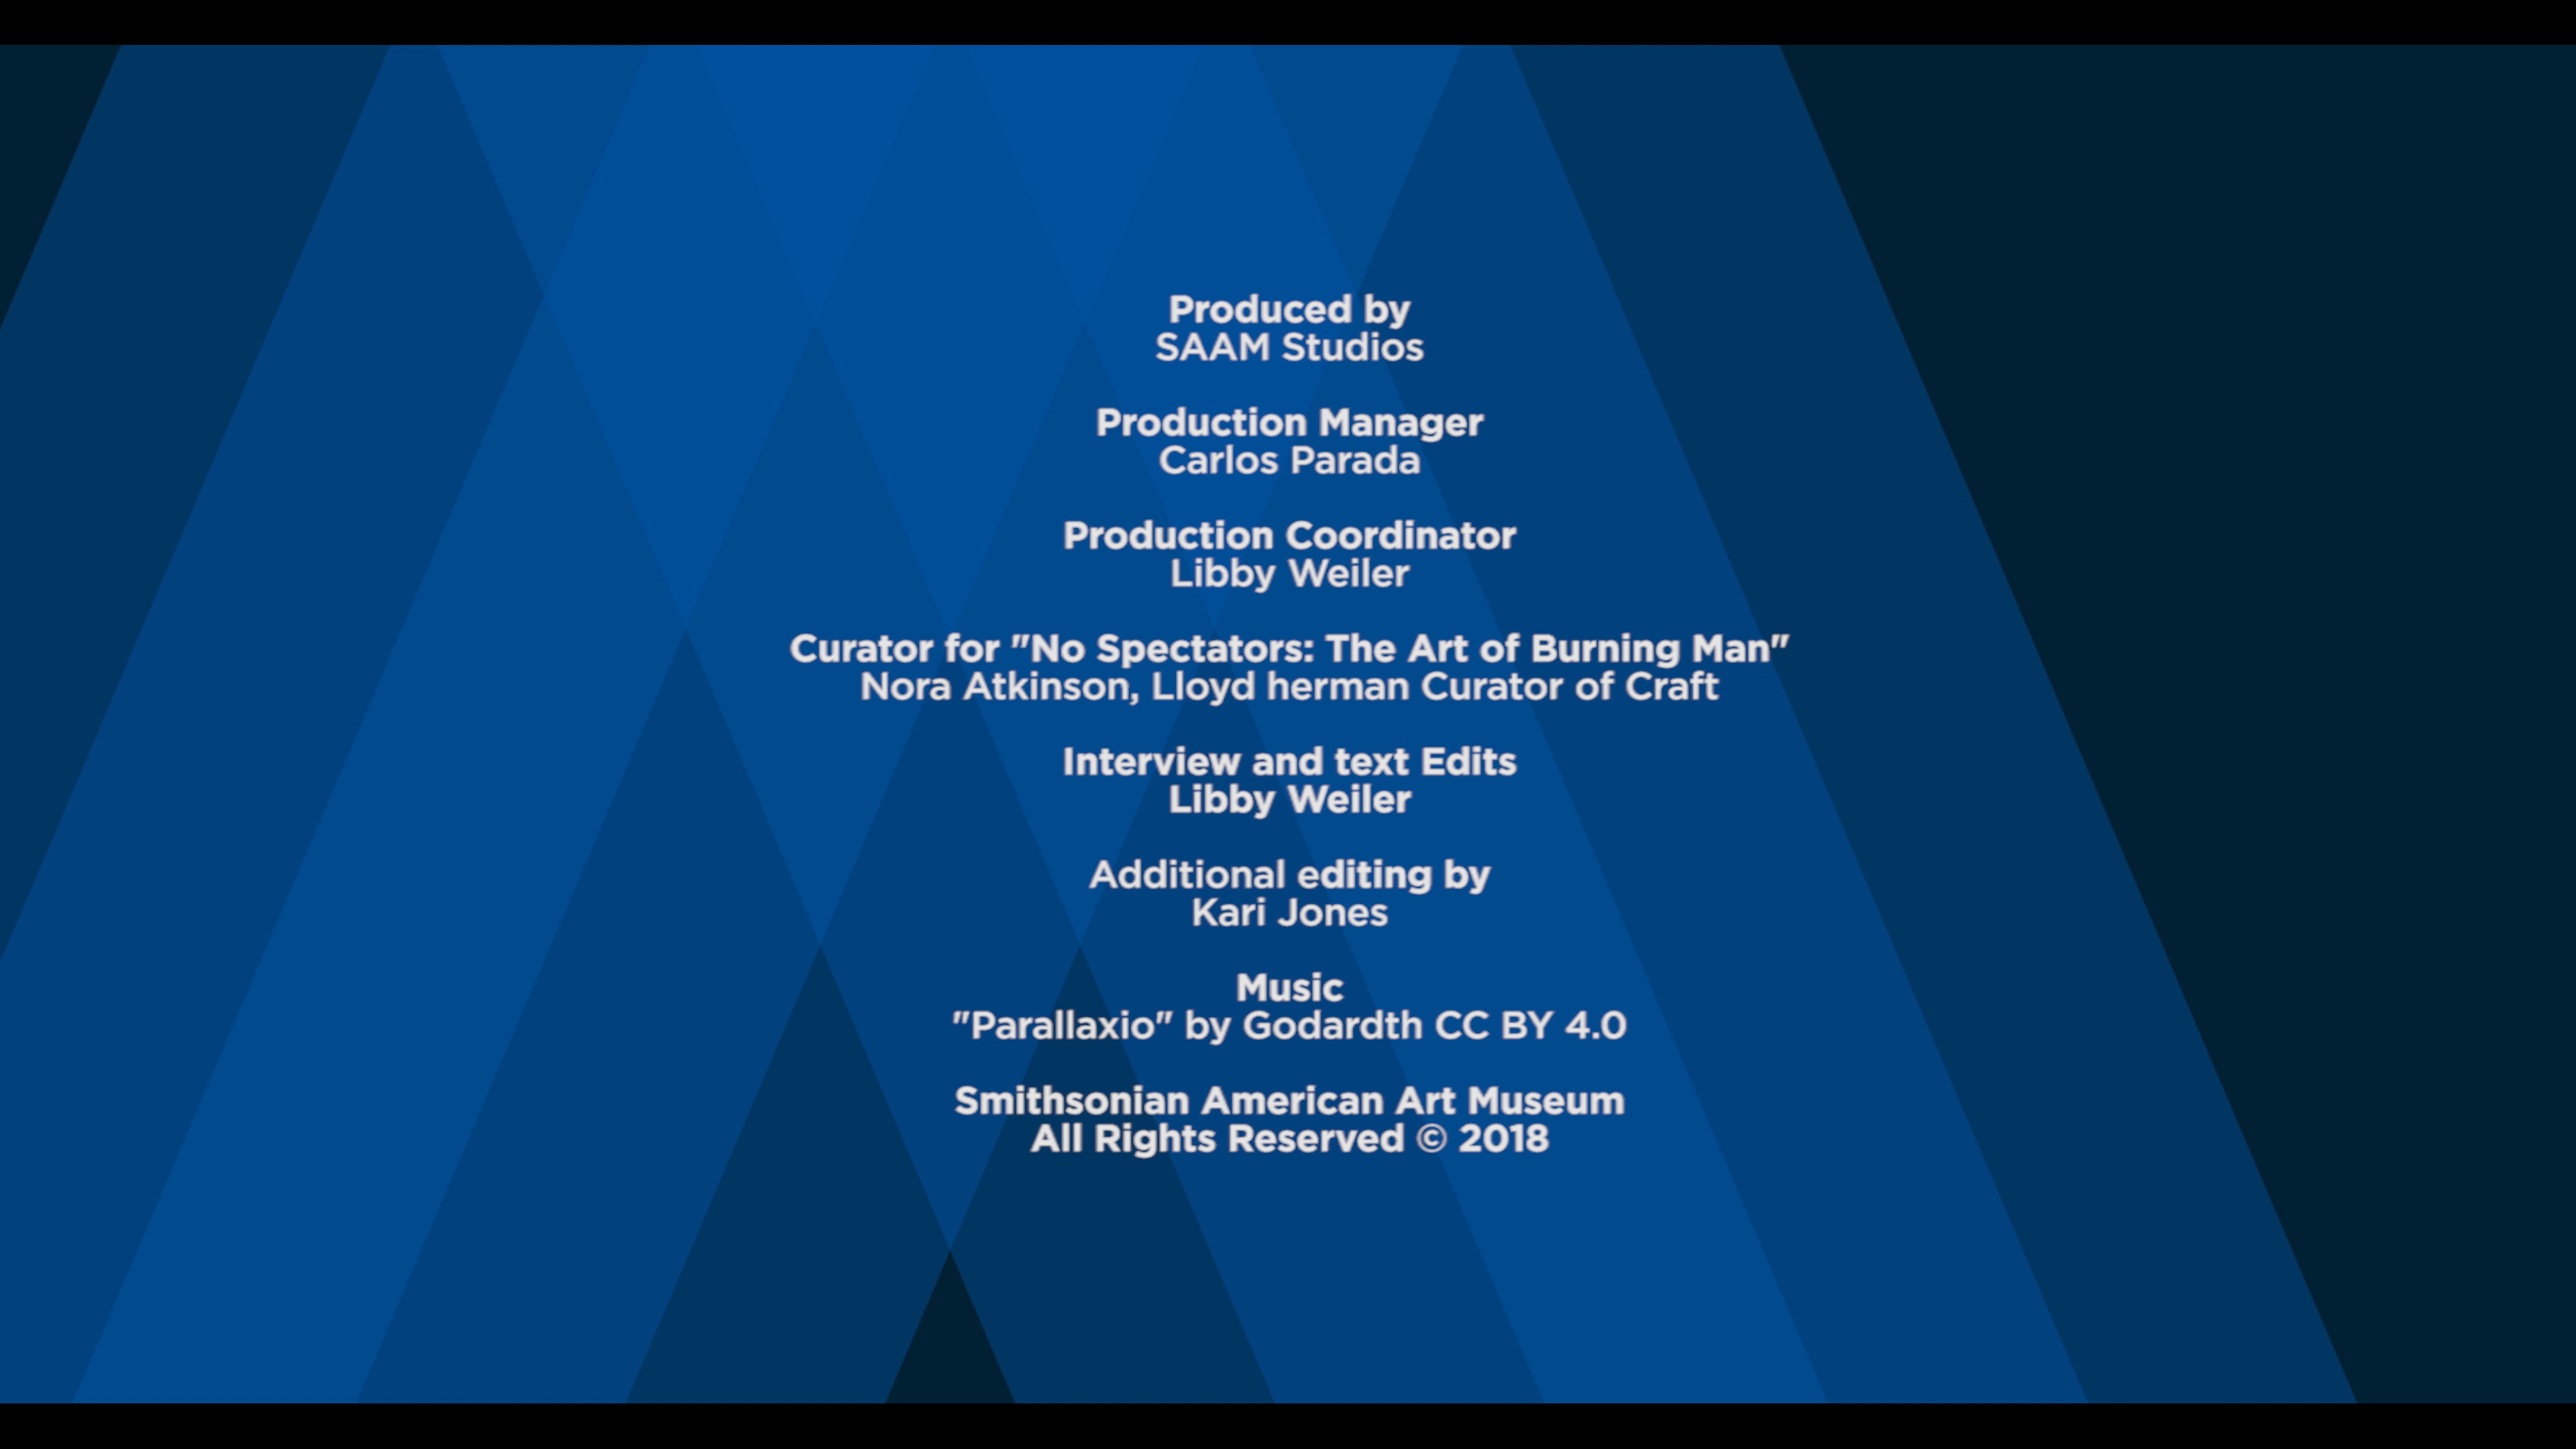 Produced by
SAAM Studios
Production Manager
Carlos Parada
Production Coordinator
Libby Weiler
Curator for "No Spectators: The Art of Burning Man"
Nora Atkinson, Lloyd herman Curator of Craft
Interview and text Edits
Libby Weiler
Additional editing by
Kari Jones
Music
"Parallaxio" by Godardth CC BY 4.0
Smithsonian American Art Museum
All Rights Reserved © 2018